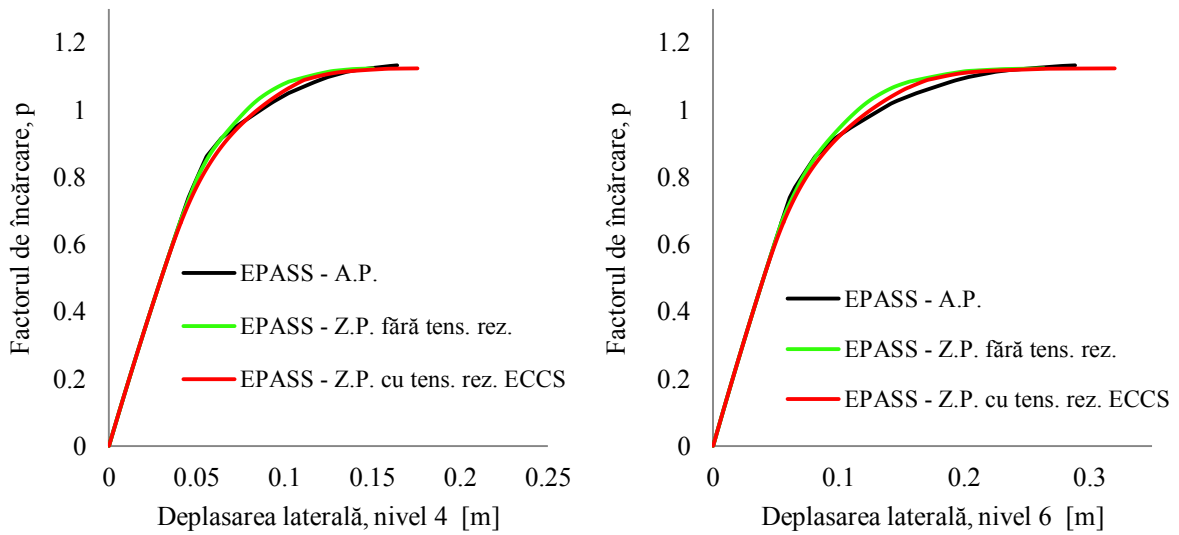 Factorul de încărcare, p
1.2
1
0.8
0.6
0.4
0.2
0
EPASS - A.P.
EPASS - Z.P. fără tens. rez.
EPASS - Z.P. cu tens. rez. ECCS
0 0.05 0.1 0.15 0.2 0.25
Deplasarea laterală, nivel 4 [m]
Factorul de încărcare, p
1.2
1
0.8
0.6
0.4
0.2
0
EPASS - A.P.
EPASS - Z.P. fără tens. rez.
EPASS - Z.P. cu tens. rez. ECCS
0 0.1 0.2 0.3
Deplasarea laterală, nivel 6 [m]